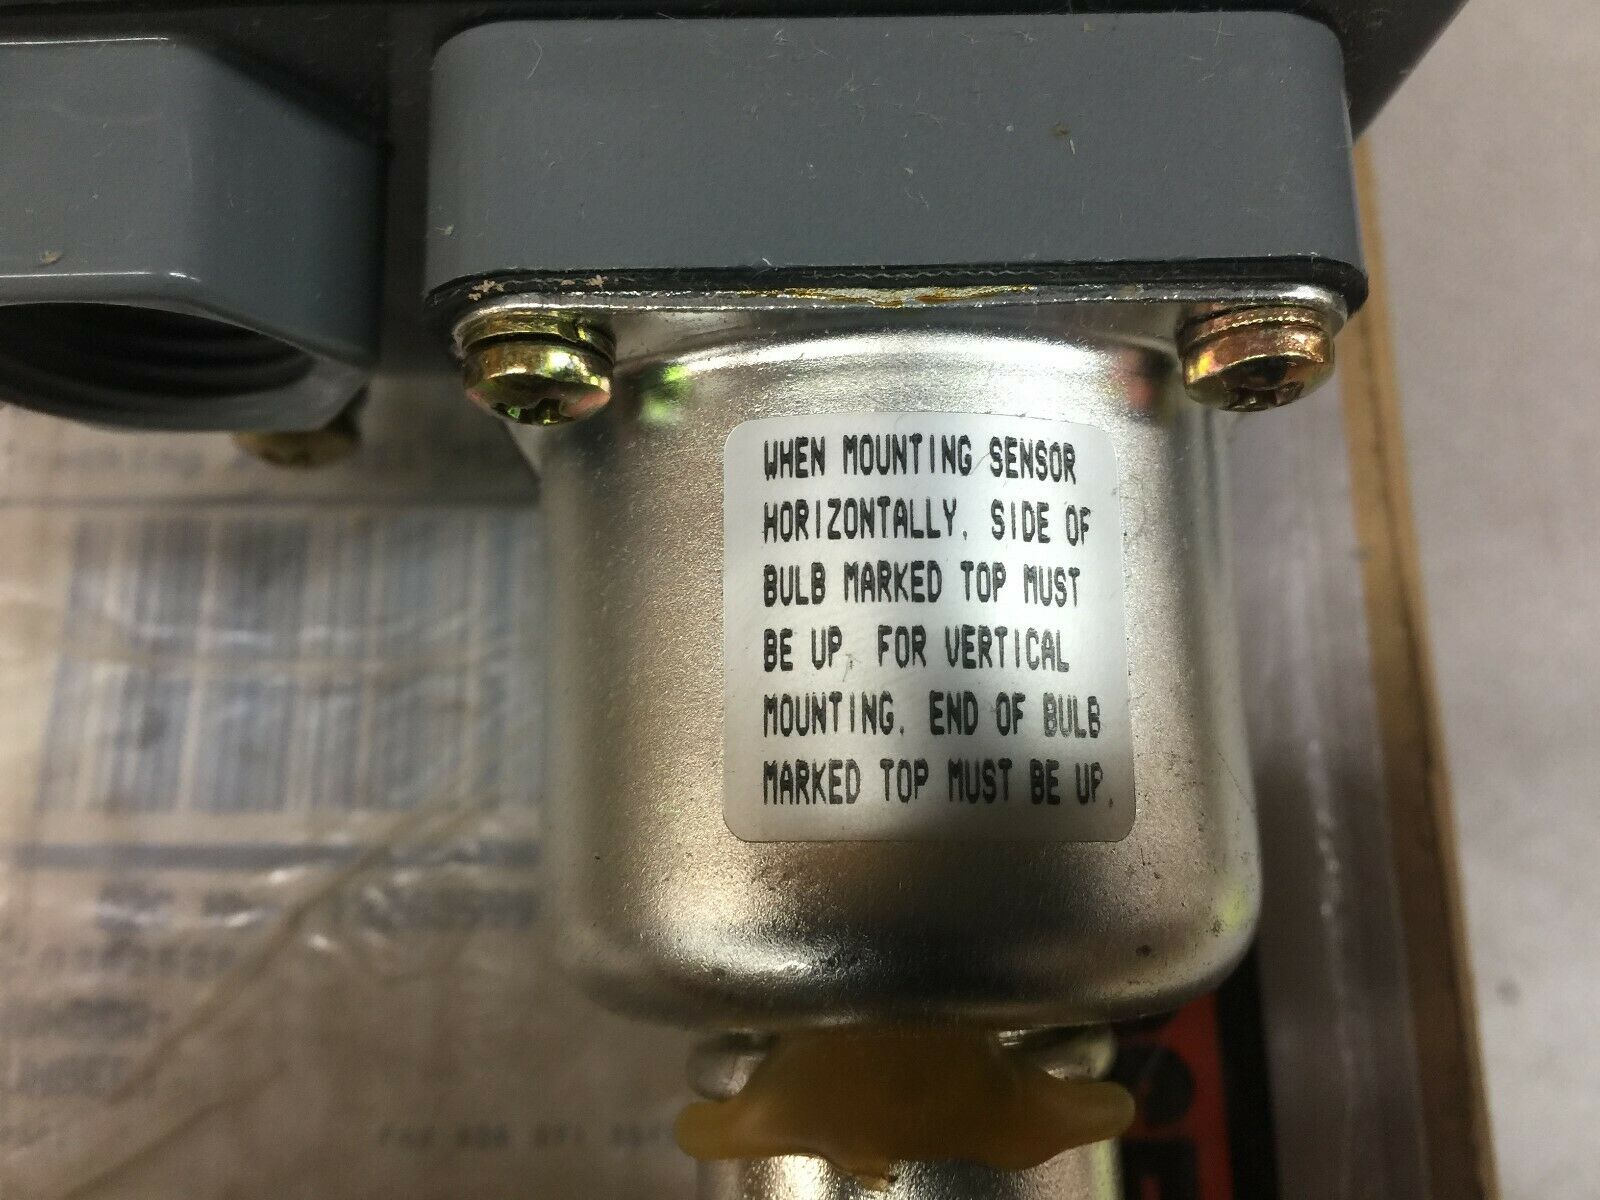 WHEN MOUNTING SENSOR
HORIZONTALLY, SIDE OF
BULB MARKED TOP MUST
BE UP, FOR VERTICAL
MOUNTING, END OF BULB
MARKED TOP MUST BE UP.